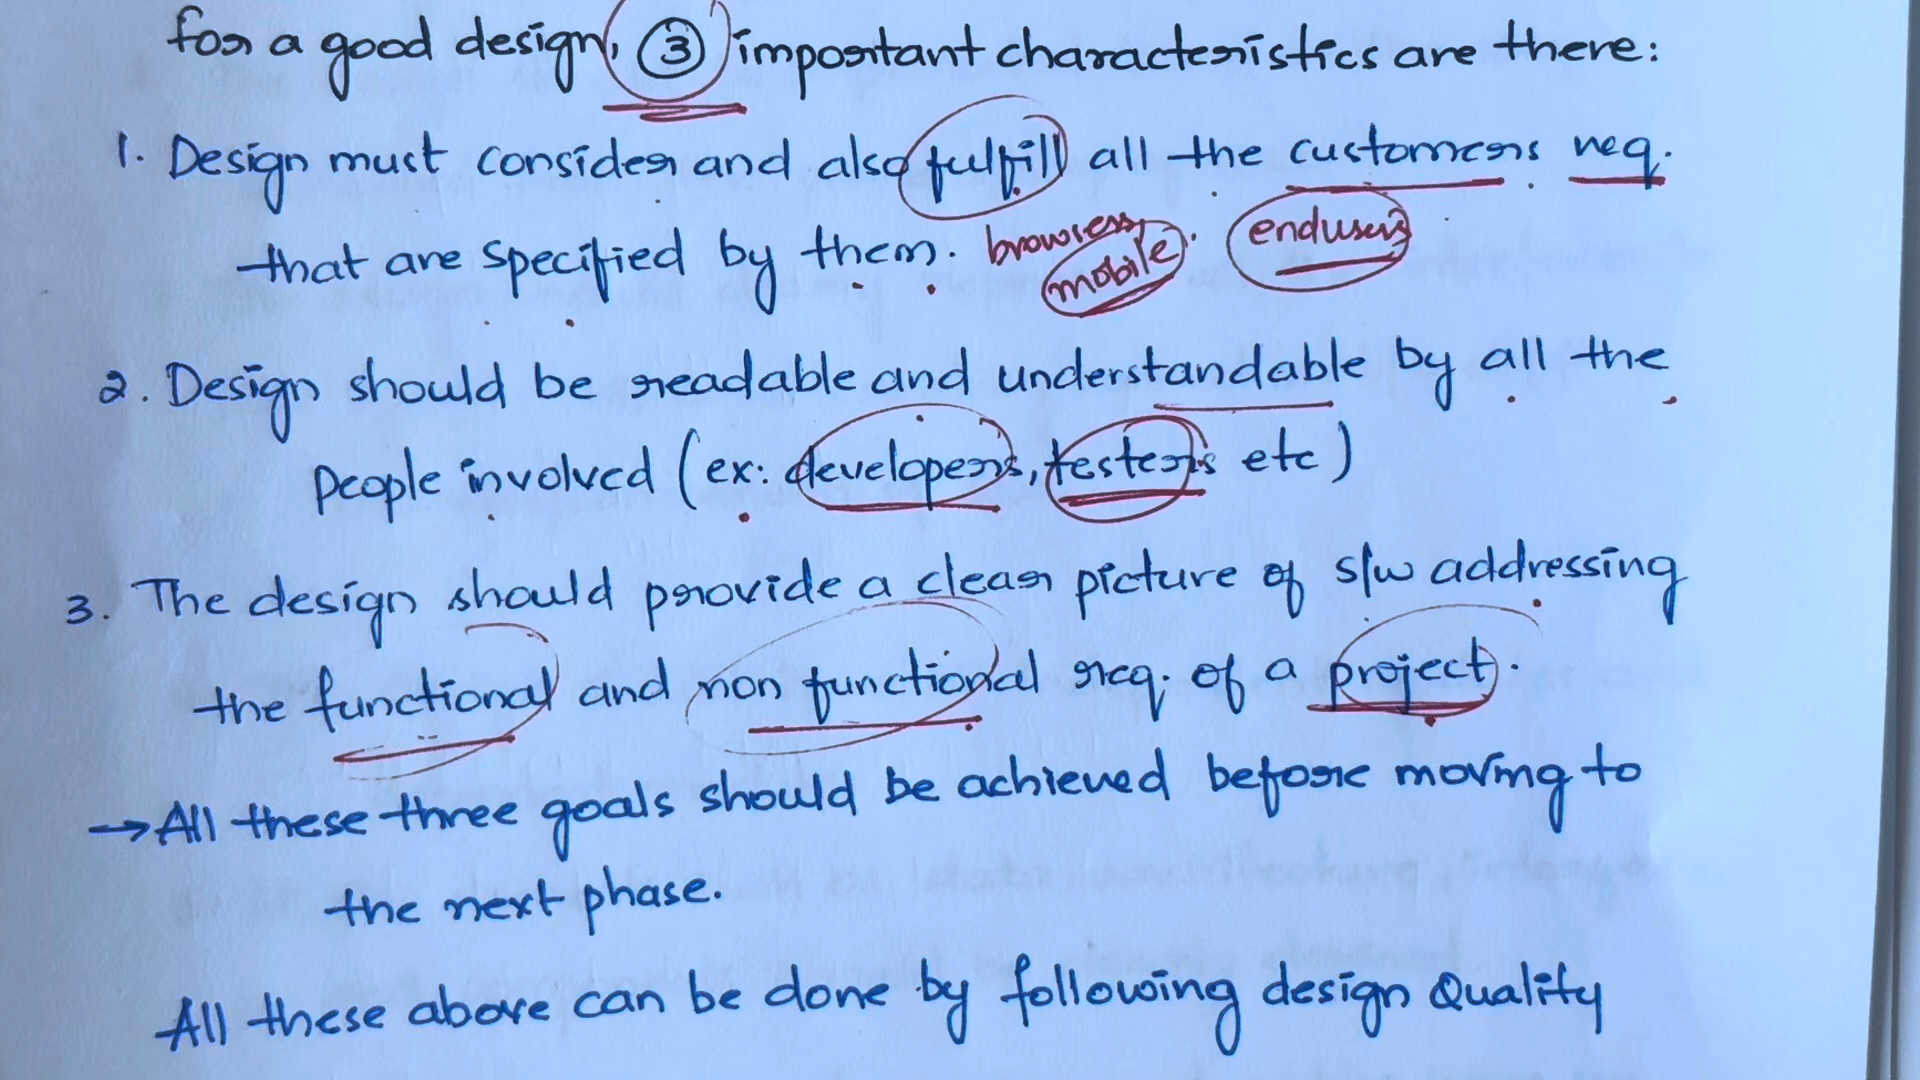 for a good design, 3 important characteristics are there:
1. Design must consider and also fulfill all the customers req.
that are specified by them. browsers, mobile. endusers
2. Design should be readable and understandable by all the
people involved (ex: developers, testers etc)
3. The design should provide a clear picture of s/w addressing
the functional and non functional req. of a project.
→ All these three goals should be achieved before moving to
the next phase.
All these above can be done by following design Quality